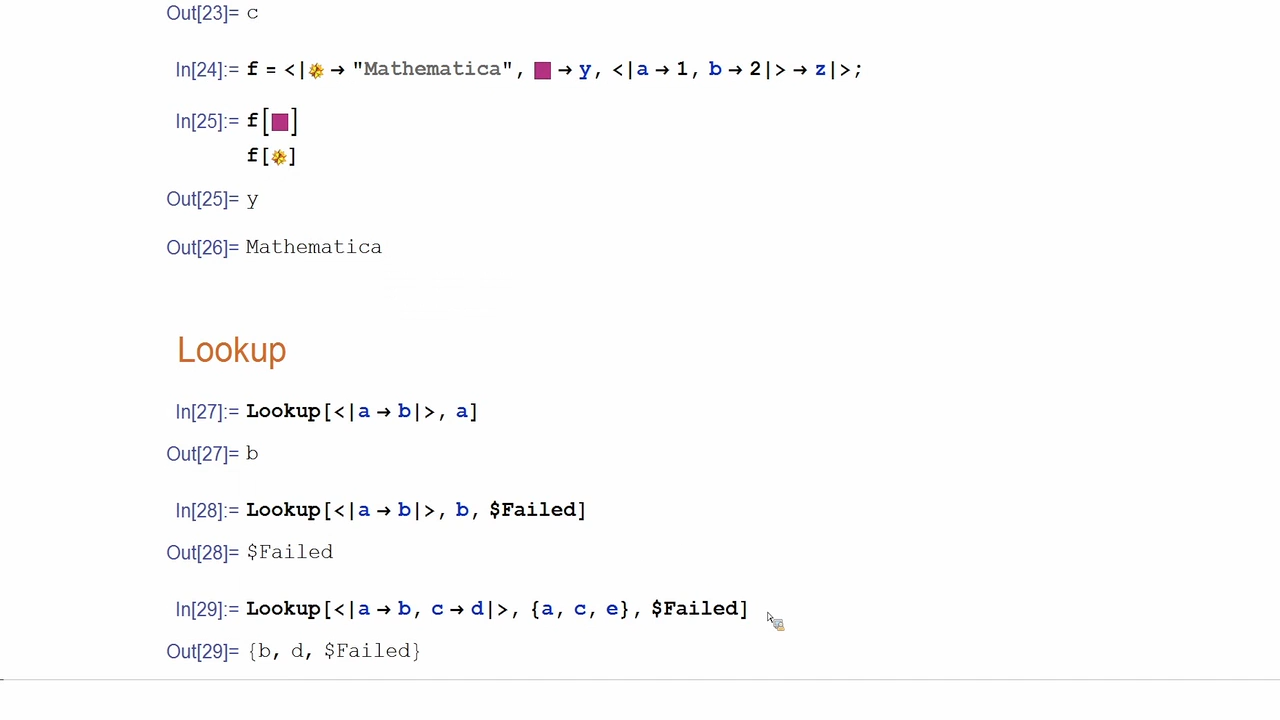 Out[23]= c
In[24]:= f = <| → "Mathematica", → y, <|a → 1, b → 2|> → z|>;
In[25]:= f[ ]
f[ ]
Out[25]= y
Out[26]= Mathematica
Lookup
In[27]:= Lookup[<|a → b|>, a]
Out[27]= b
In[28]:= Lookup[<|a → b|>, b, $Failed]
Out[28]= $Failed
In[29]:= Lookup[<|a → b, c → d|>, {a, c, e}, $Failed]
Out[29]= {b, d, $Failed}